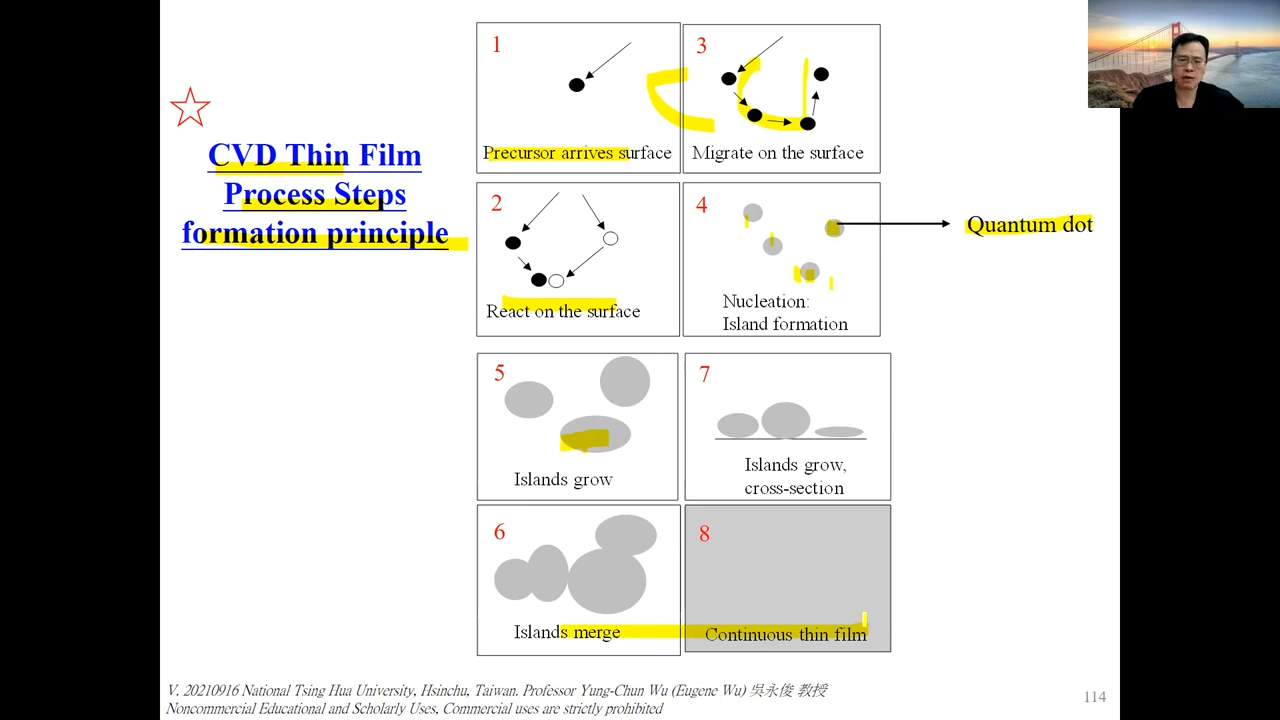 CVD Thin Film
Process Steps
formation principle
1
Precursor arrives surface
3
Migrate on the surface
2
React on the surface
4
Nucleation:
Island formation
Quantum dot
5
Islands grow
7
Islands grow,
cross-section
6
Islands merge
8
Continuous thin film
V. 20210916 National Tsing Hua University, Hsinchu, Taiwan. Professor Yung-Chun Wu (Eugene Wu) 吳永俊 教授
Noncommercial Educational and Scholarly Uses, Commercial uses are strictly prohibited
114